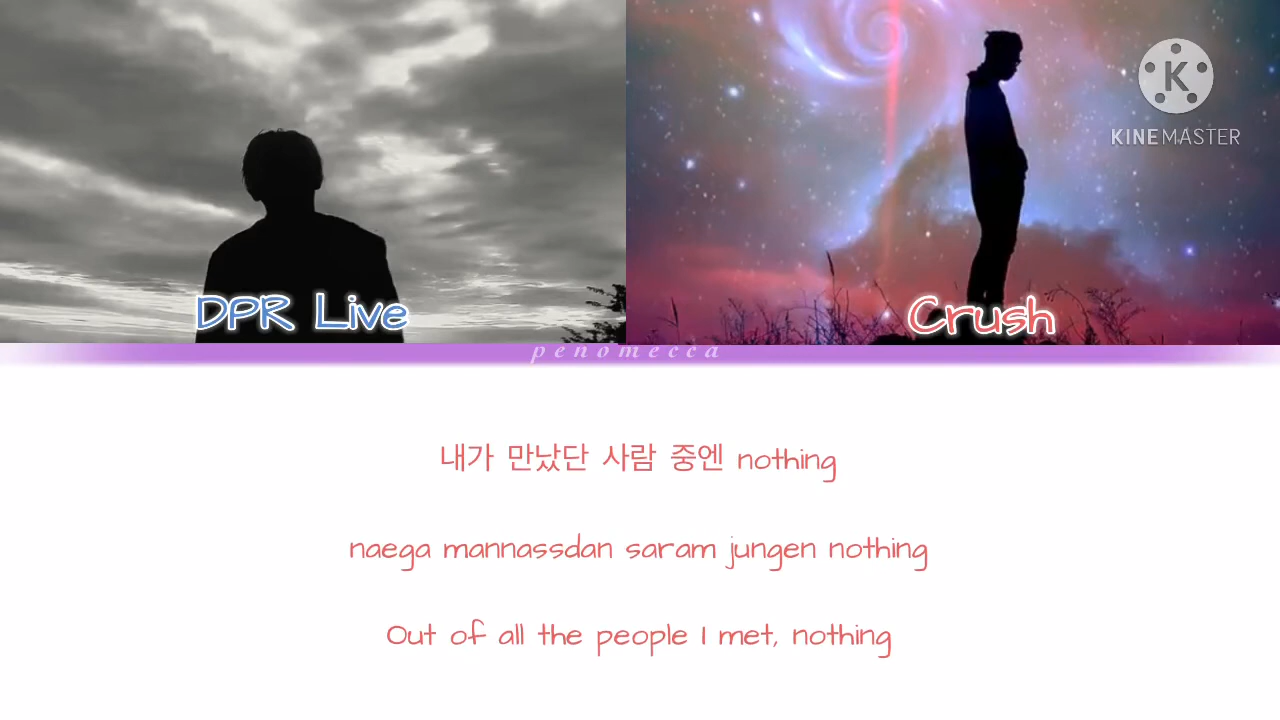 K
KINEMASTER
DPR Live
Crush
penomecca
내가 만났단 사람 중엔 nothing
naega mannassdan saram jungen nothing
Out of all the people I met, nothing